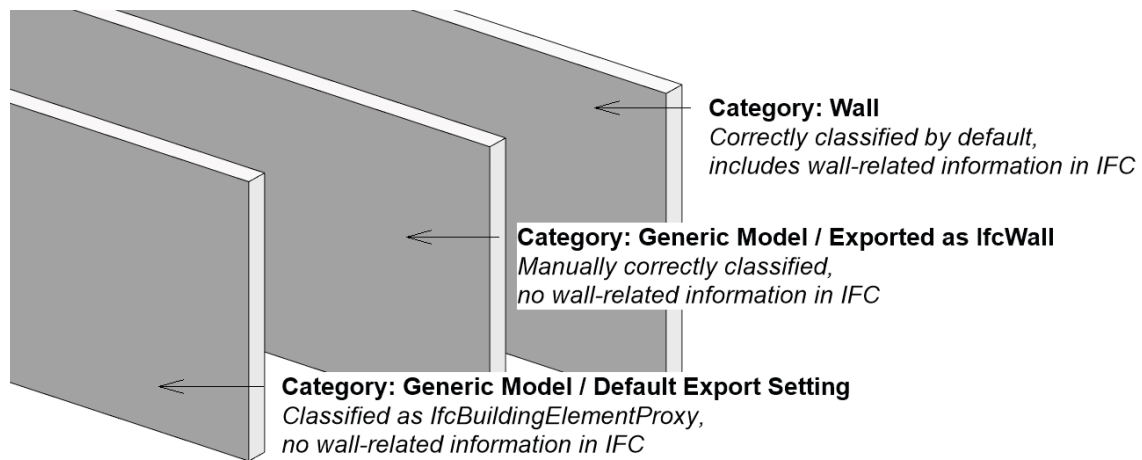 Category: Wall
Correctly classified by default,
includes wall-related information in IFC
Category: Generic Model / Exported as IfcWall
Manually correctly classified,
no wall-related information in IFC
Category: Generic Model / Default Export Setting
Classified as IfcBuildingElementProxy,
no wall-related information in IFC